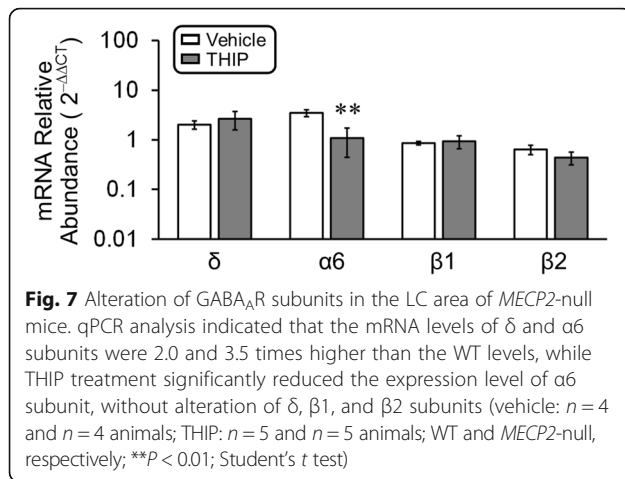 100
10
1
0.1
0.01
mRNA Relative
Abundance ( 2^−ΔΔCT)
Vehicle
THIP
**
δ α6 β1 β2
Fig. 7 Alteration of GABA_AR subunits in the LC area of MECP2-null
mice. qPCR analysis indicated that the mRNA levels of δ and α6
subunits were 2.0 and 3.5 times higher than the WT levels, while
THIP treatment significantly reduced the expression level of α6
subunit, without alteration of δ, β1, and β2 subunits (vehicle: n = 4
and n = 4 animals; THIP: n = 5 and n = 5 animals; WT and MECP2-null,
respectively; **P < 0.01; Student's t test)